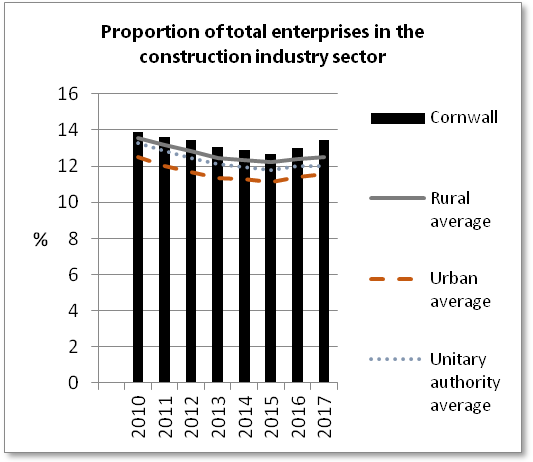 Proportion of total enterprises in the
construction industry sector
16
14
12
10
8
6
4
2
0
%
2010
2011
2012
2013
2014
2015
2016
2017
Cornwall
Rural
average
Urban
average
Unitary
authority
average